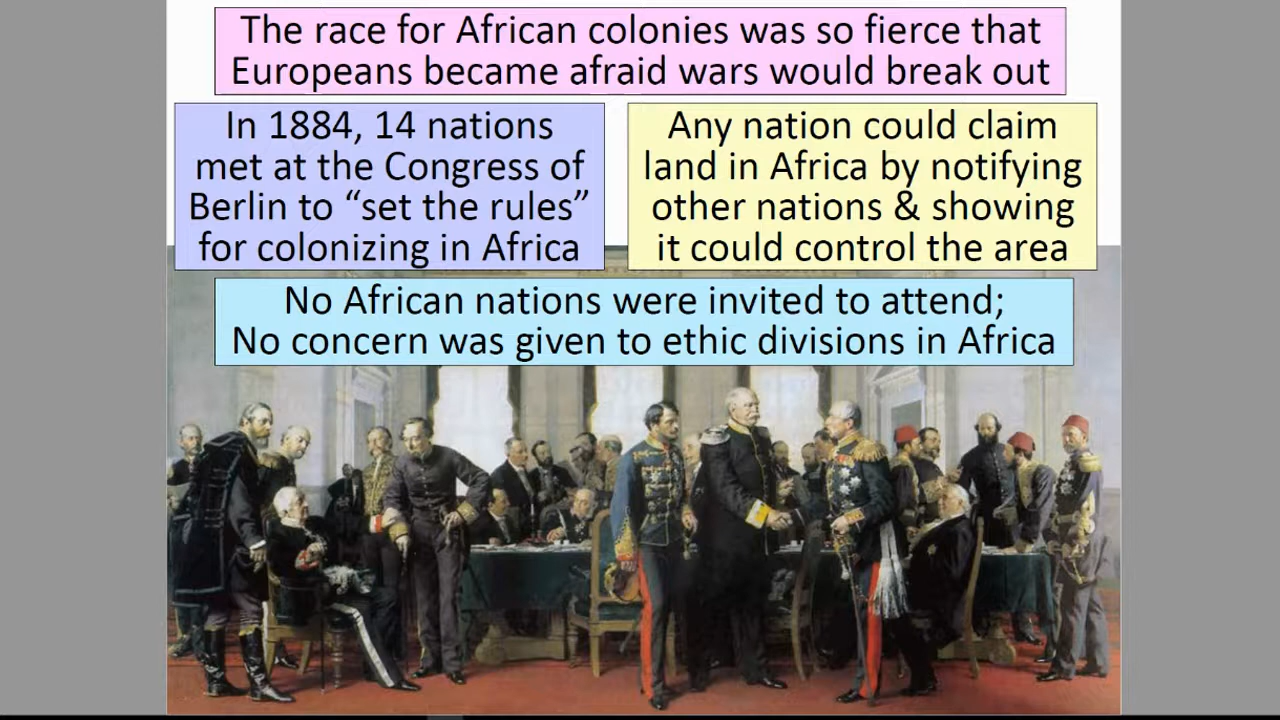 The race for African colonies was so fierce that
Europeans became afraid wars would break out
In 1884, 14 nations
met at the Congress of
Berlin to “set the rules”
for colonizing in Africa
Any nation could claim
land in Africa by notifying
other nations & showing
it could control the area
No African nations were invited to attend;
No concern was given to ethic divisions in Africa